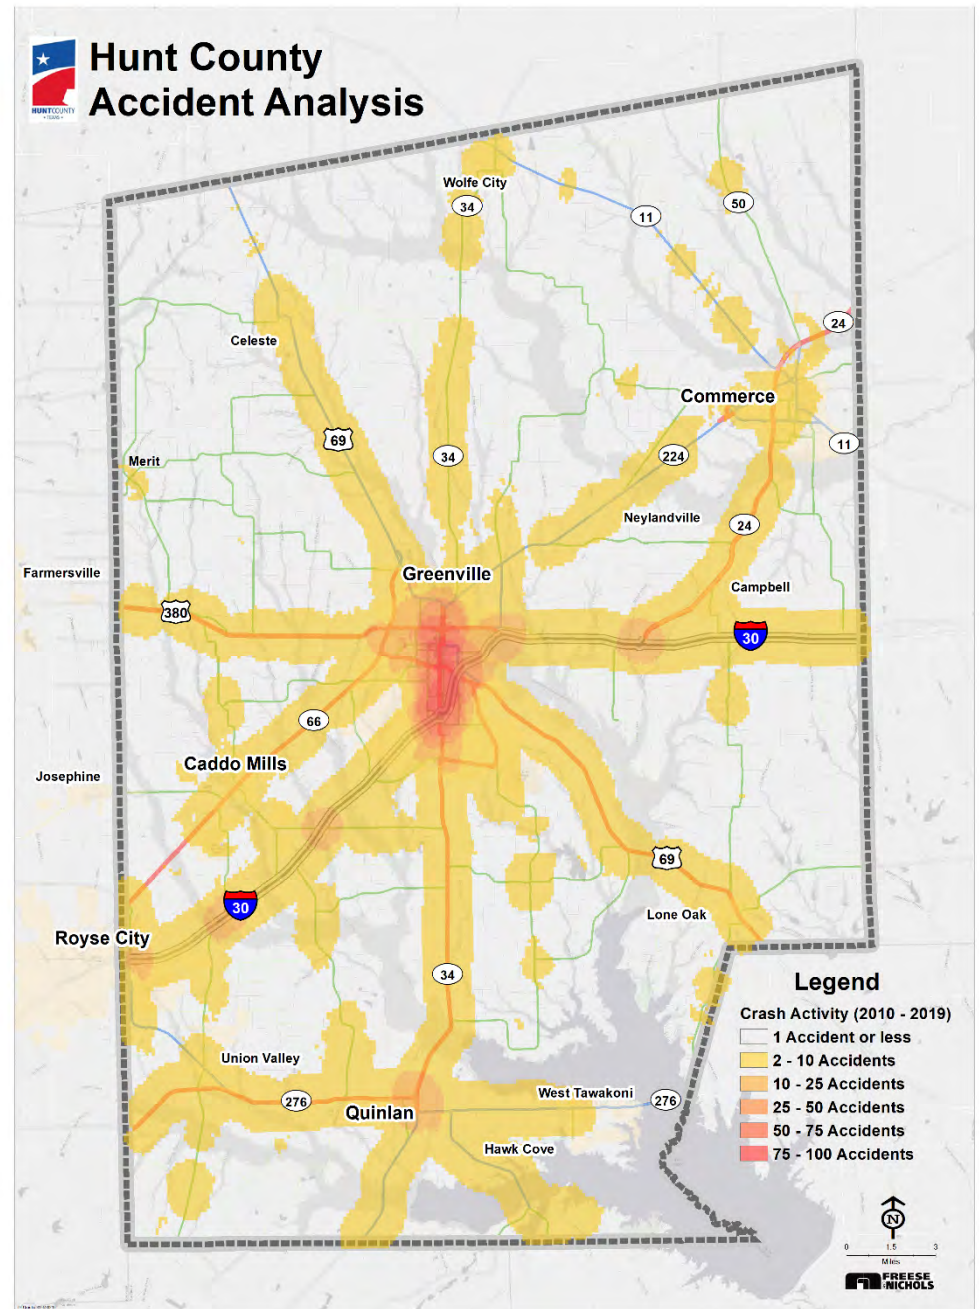 Hunt County
Accident Analysis
HUNTCOUNTY
TEXAS
Wolfe City
34
11
50
24
Celeste
Commerce
69
34
224
11
Merit
Neylandville
24
Farmersville
Greenville
Campbell
380
30
66
Caddo Mills
Josephine
69
30
Lone Oak
Royse City
34
Legend
Crash Activity (2010 - 2019)
1 Accident or less
2 - 10 Accidents
10 - 25 Accidents
25 - 50 Accidents
50 - 75 Accidents
75 - 100 Accidents
Union Valley
276
West Tawakoni
276
Quinlan
Hawk Cove
N
0 1.5 3
Miles
FREESE
NICHOLS